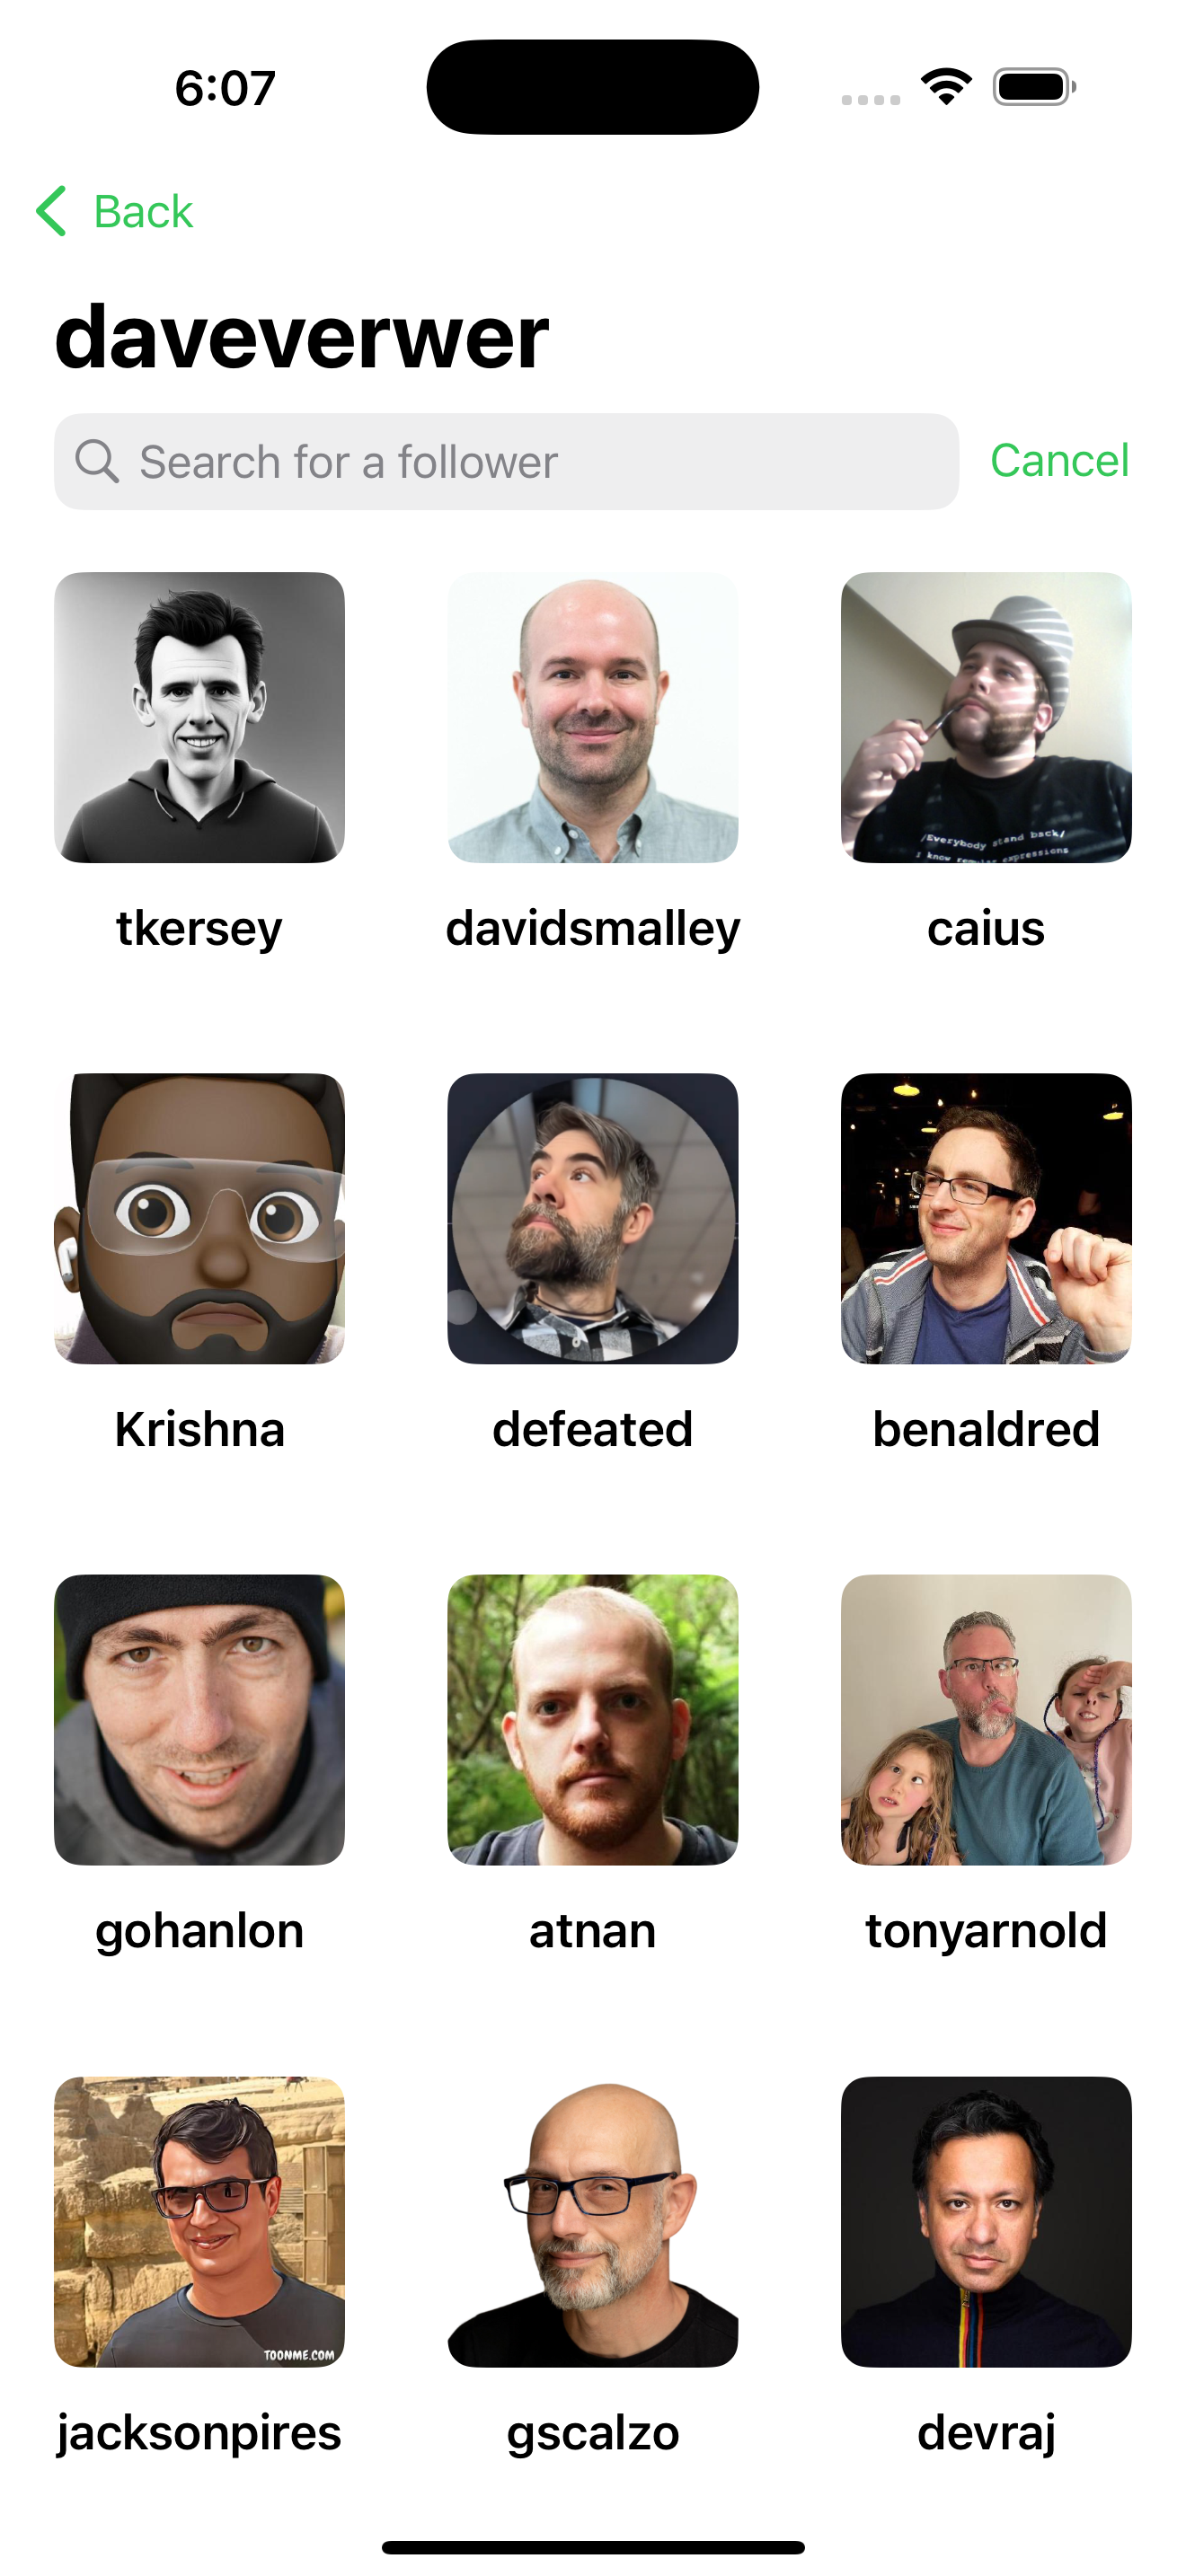 6:07
Back
daveverwer
Search for a follower
Cancel
/Everybody stand back/
I know regular expressions
tkersey
davidsmalley
caius
Krishna
defeated
benaldred
gohanlon
atnan
tonyarnold
TOONME.COM
jacksonpires
gscalzo
devraj